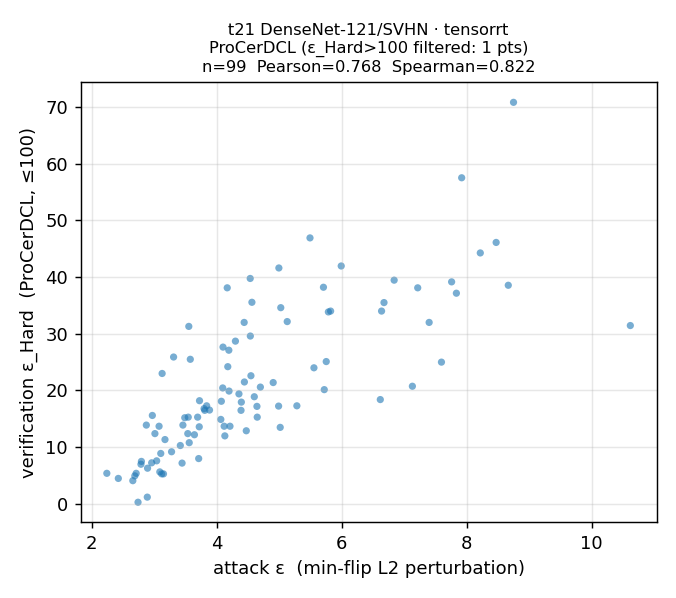 t21 DenseNet-121/SVHN · tensorrt
ProCerDCL (ε_Hard>100 filtered: 1 pts)
n=99  Pearson=0.768  Spearman=0.822
verification ε_Hard  (ProCerDCL, ≤100)
70
60
50
40
30
20
10
0
2
4
6
8
10
attack ε  (min-flip L2 perturbation)